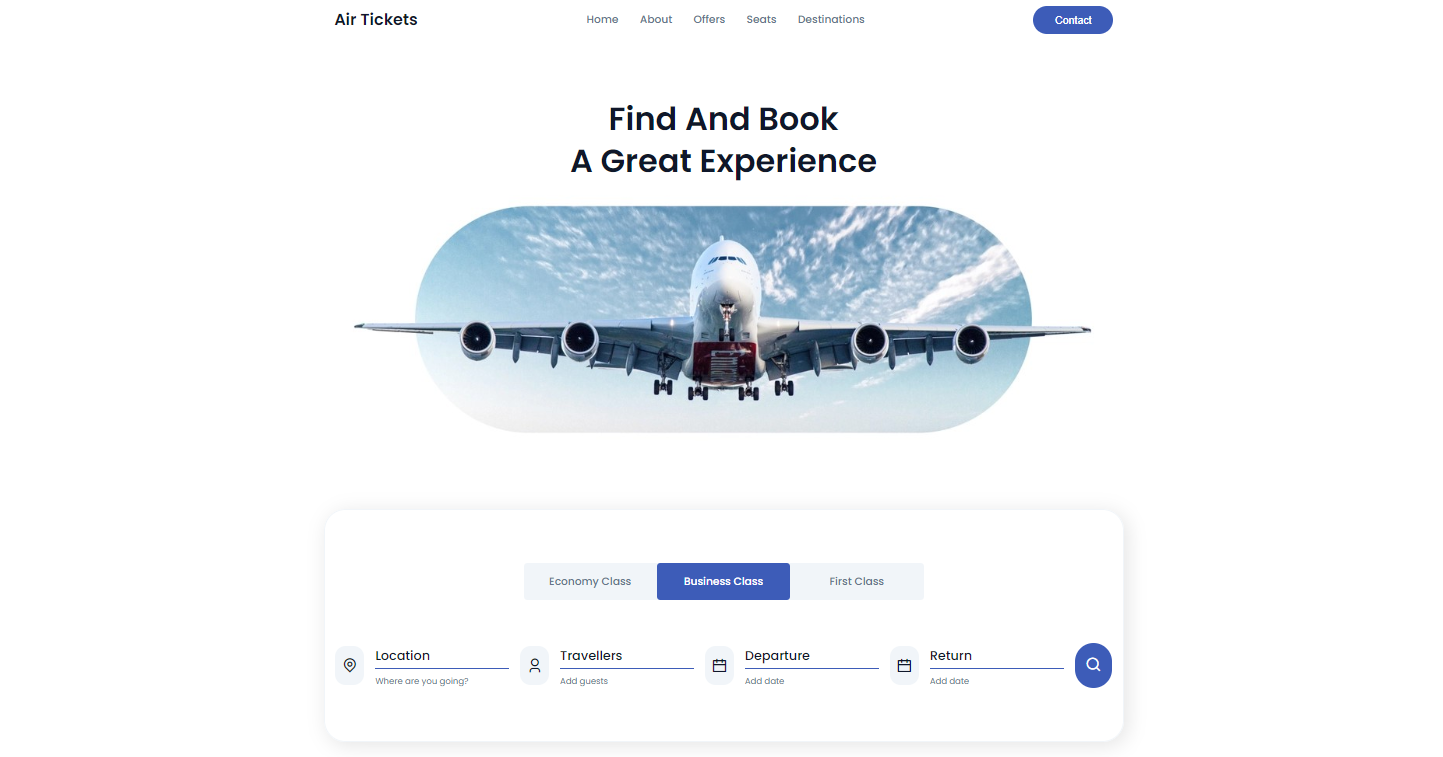 Air Tickets
Home About Offers Seats Destinations
Contact
Find And Book
A Great Experience
Economy Class Business Class First Class
Location
Where are you going?
Travellers
Add guests
Departure
Add date
Return
Add date